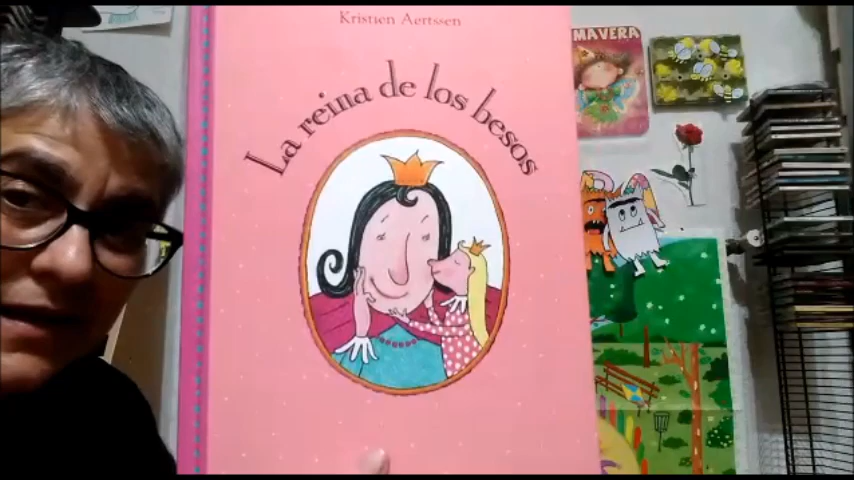 Kristien Aertssen
La reina de los besos
MAVERA